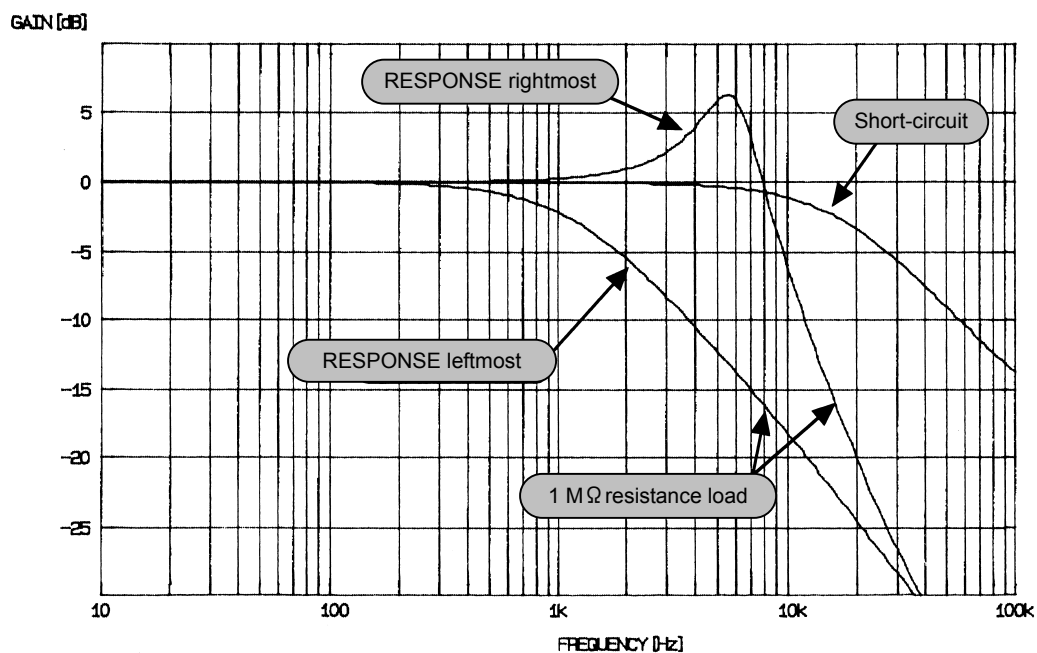 GAIN [dB]
RESPONSE rightmost
Short-circuit
5
0
-5
-10
RESPONSE leftmost
-15
-20
1 MΩ resistance load
-25
10
100
1k
10k
100k
FREQUENCY [Hz]